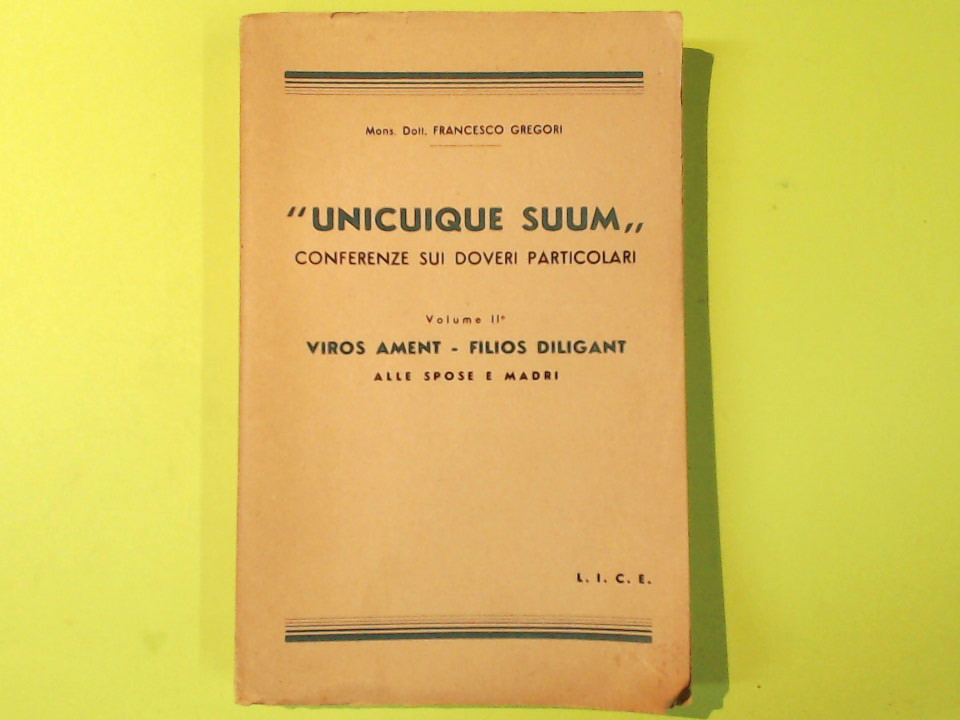 Mons. Dott. FRANCESCO GREGORI
“UNICUIQUE SUUM„
CONFERENZE SUI DOVERI PARTICOLARI
Volume II°
VIROS AMENT - FILIOS DILIGANT
ALLE SPOSE E MADRI
L. I. C. E.